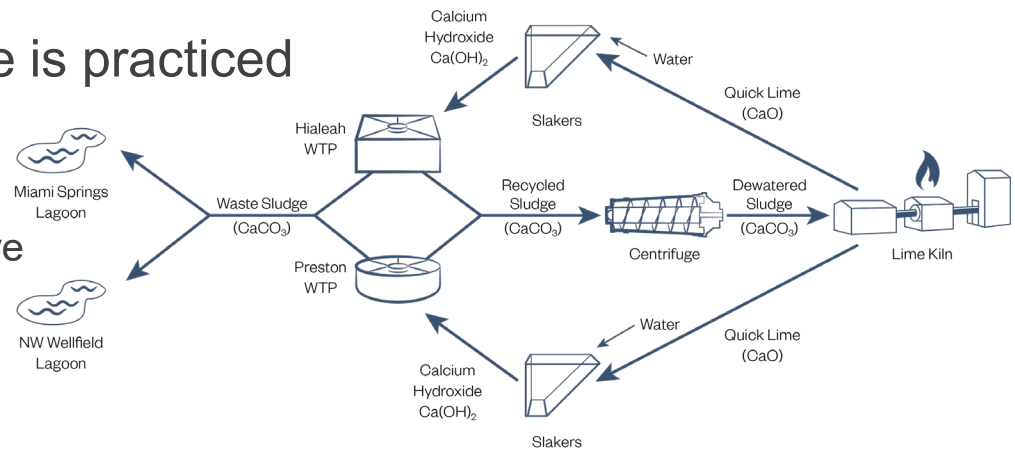 e is practiced
ve
Calcium
Hydroxide
Ca(OH)₂
Water
Slakers
Quick Lime
(CaO)
Hialeah
WTP
Miami Springs
Lagoon
Waste Sludge
(CaCO₃)
Recycled
Sludge
(CaCO₃)
Centrifuge
Dewatered
Sludge
(CaCO₃)
Lime Kiln
Preston
WTP
NW Wellfield
Lagoon
Calcium
Hydroxide
Ca(OH)₂
Water
Slakers
Quick Lime
(CaO)